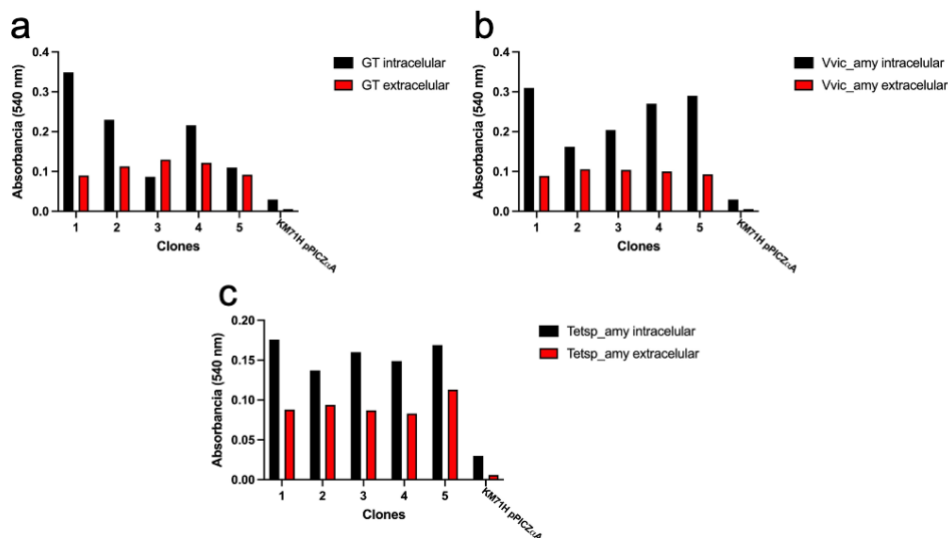 a
GT intracelular
GT extracelular
Absorbancia (540 nm)
0.4
0.3
0.2
0.1
0.0
1 2 3 4 5 KM71H pPICZαA
Clones
b
Vvic_amy intracelular
Vvic_amy extracelular
Absorbancia (540 nm)
0.4
0.3
0.2
0.1
0.0
1 2 3 4 5 KM71H pPICZαA
Clones
c
Tetsp_amy intracelular
Tetsp_amy extracelular
Absorbancia (540 nm)
0.20
0.15
0.10
0.05
0.00
1 2 3 4 5 KM71H pPICZαA
Clones